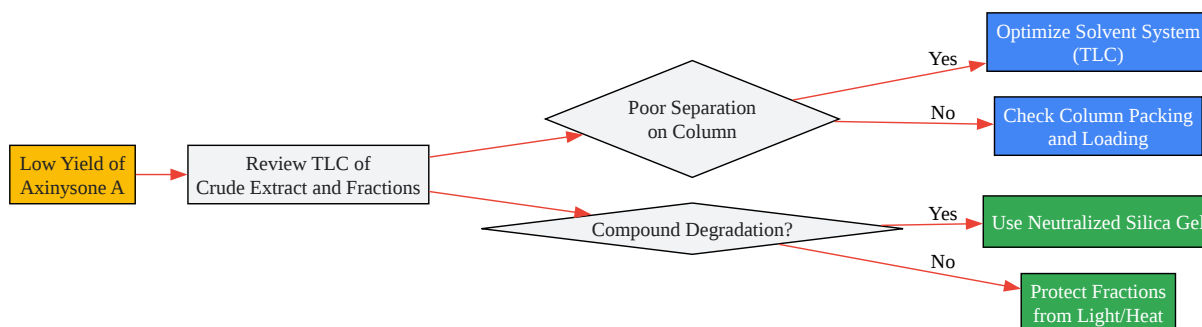 Low Yield of
Axinysone A
Review TLC of
Crude Extract and Fractions
Poor Separation
on Column
Yes
Optimize Solvent System
(TLC)
No
Check Column Packing
and Loading
Compound Degradation?
Yes
Use Neutralized Silica Gel
No
Protect Fractions
from Light/Heat